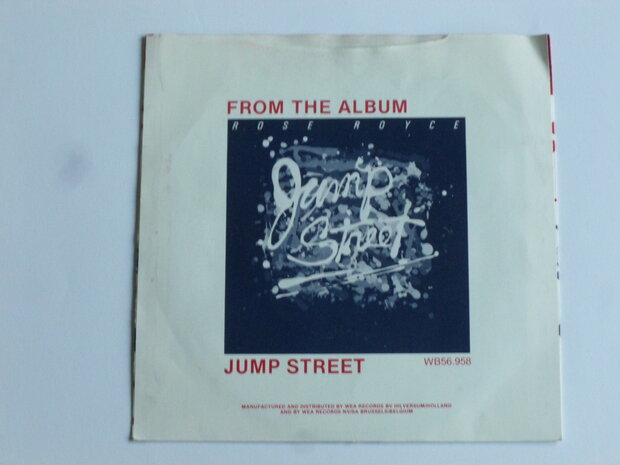 FROM THE ALBUM
ROSE ROYCE
Jump
Street
JUMP STREET
WB56.958
MANUFACTURED AND DISTRIBUTED BY WEA RECORDS BV HILVERSUM/HOLLAND
AND BY WEA RECORDS NV/SA BRUSSELS/BELGIUM